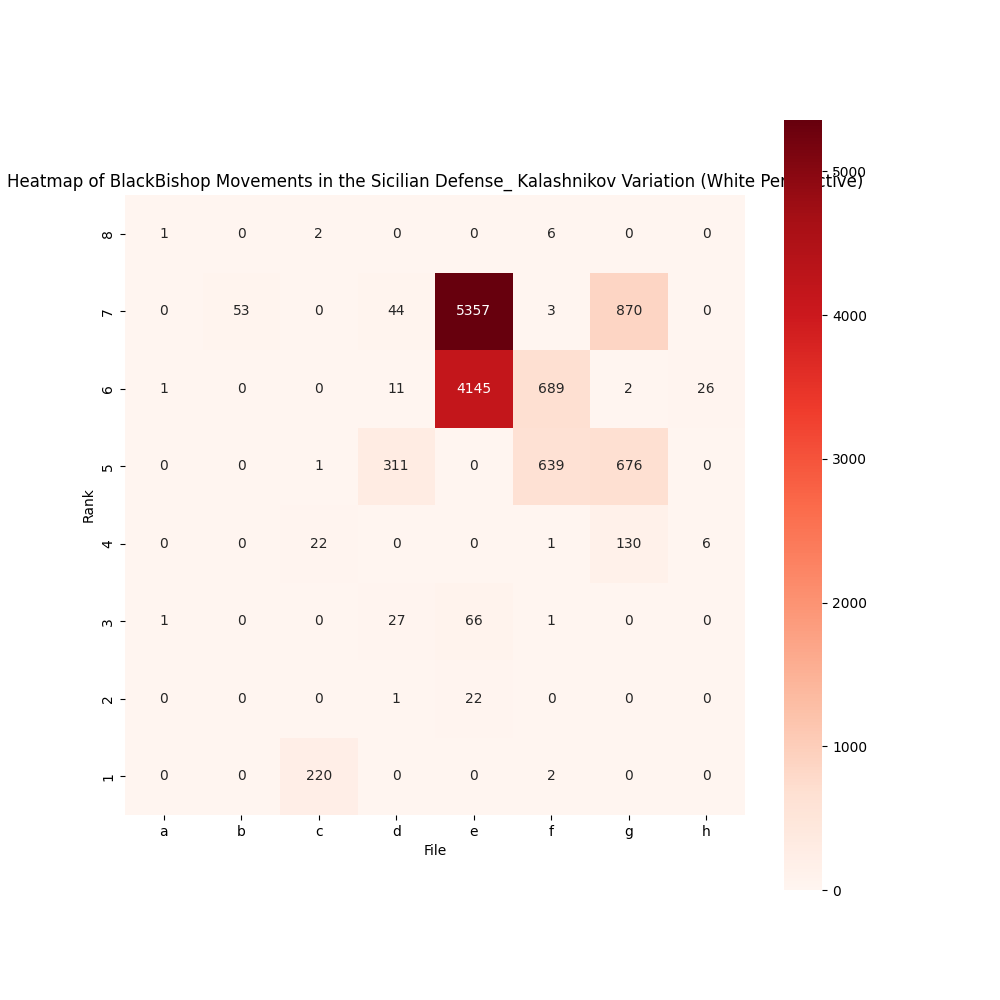 Heatmap of BlackBishop Movements in the Sicilian Defense_ Kalashnikov Variation (White Perspective)
8 1 0 2 0 0 6 0 0
7 0 53 0 44 5357 3 870 0
6 1 0 0 11 4145 689 2 26
5 0 0 1 311 0 639 676 0
4 0 0 22 0 0 1 130 6
3 1 0 0 27 66 1 0 0
2 0 0 0 1 22 0 0 0
1 0 0 220 0 0 2 0 0
Rank
a b c d e f g h
File
5000
4000
3000
2000
1000
0